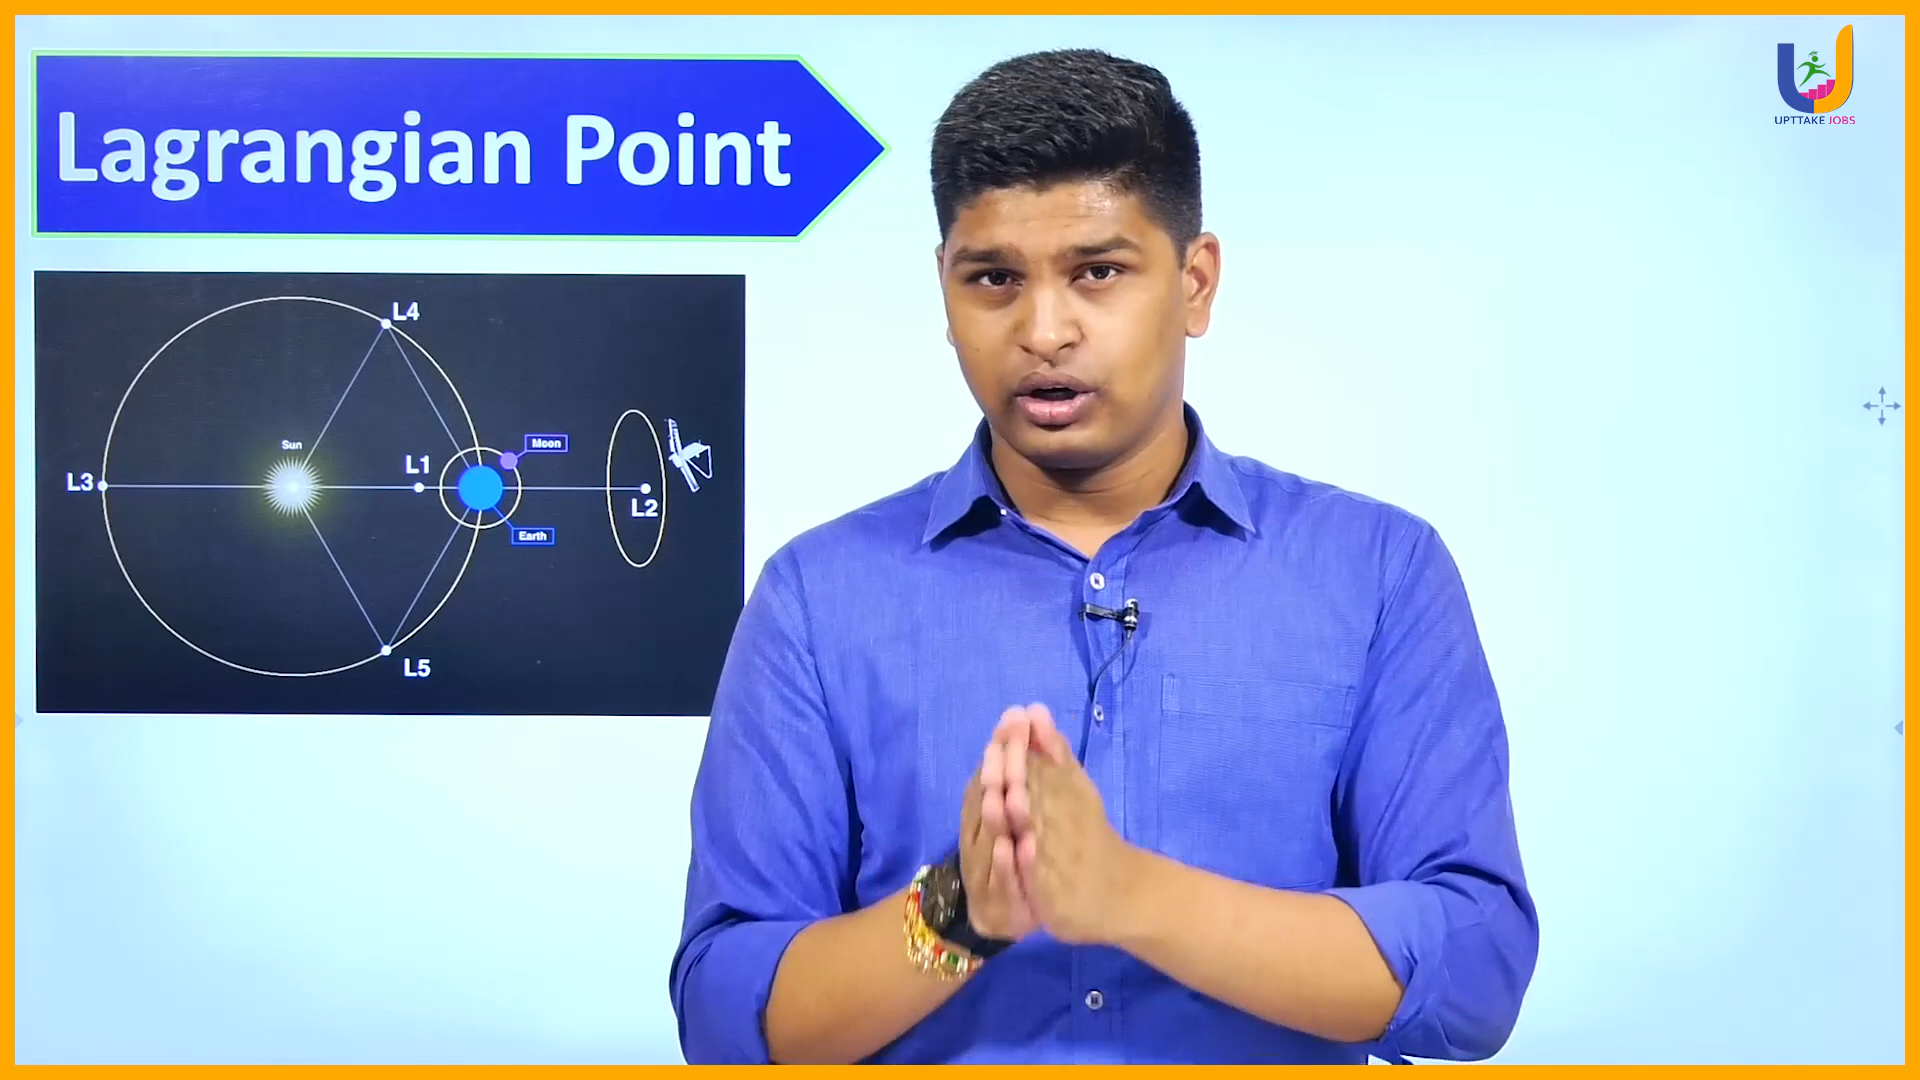 Lagrangian Point
UPTTAKE JOBS
L4
Sun
Moon
L1
L3
L2
Earth
L5